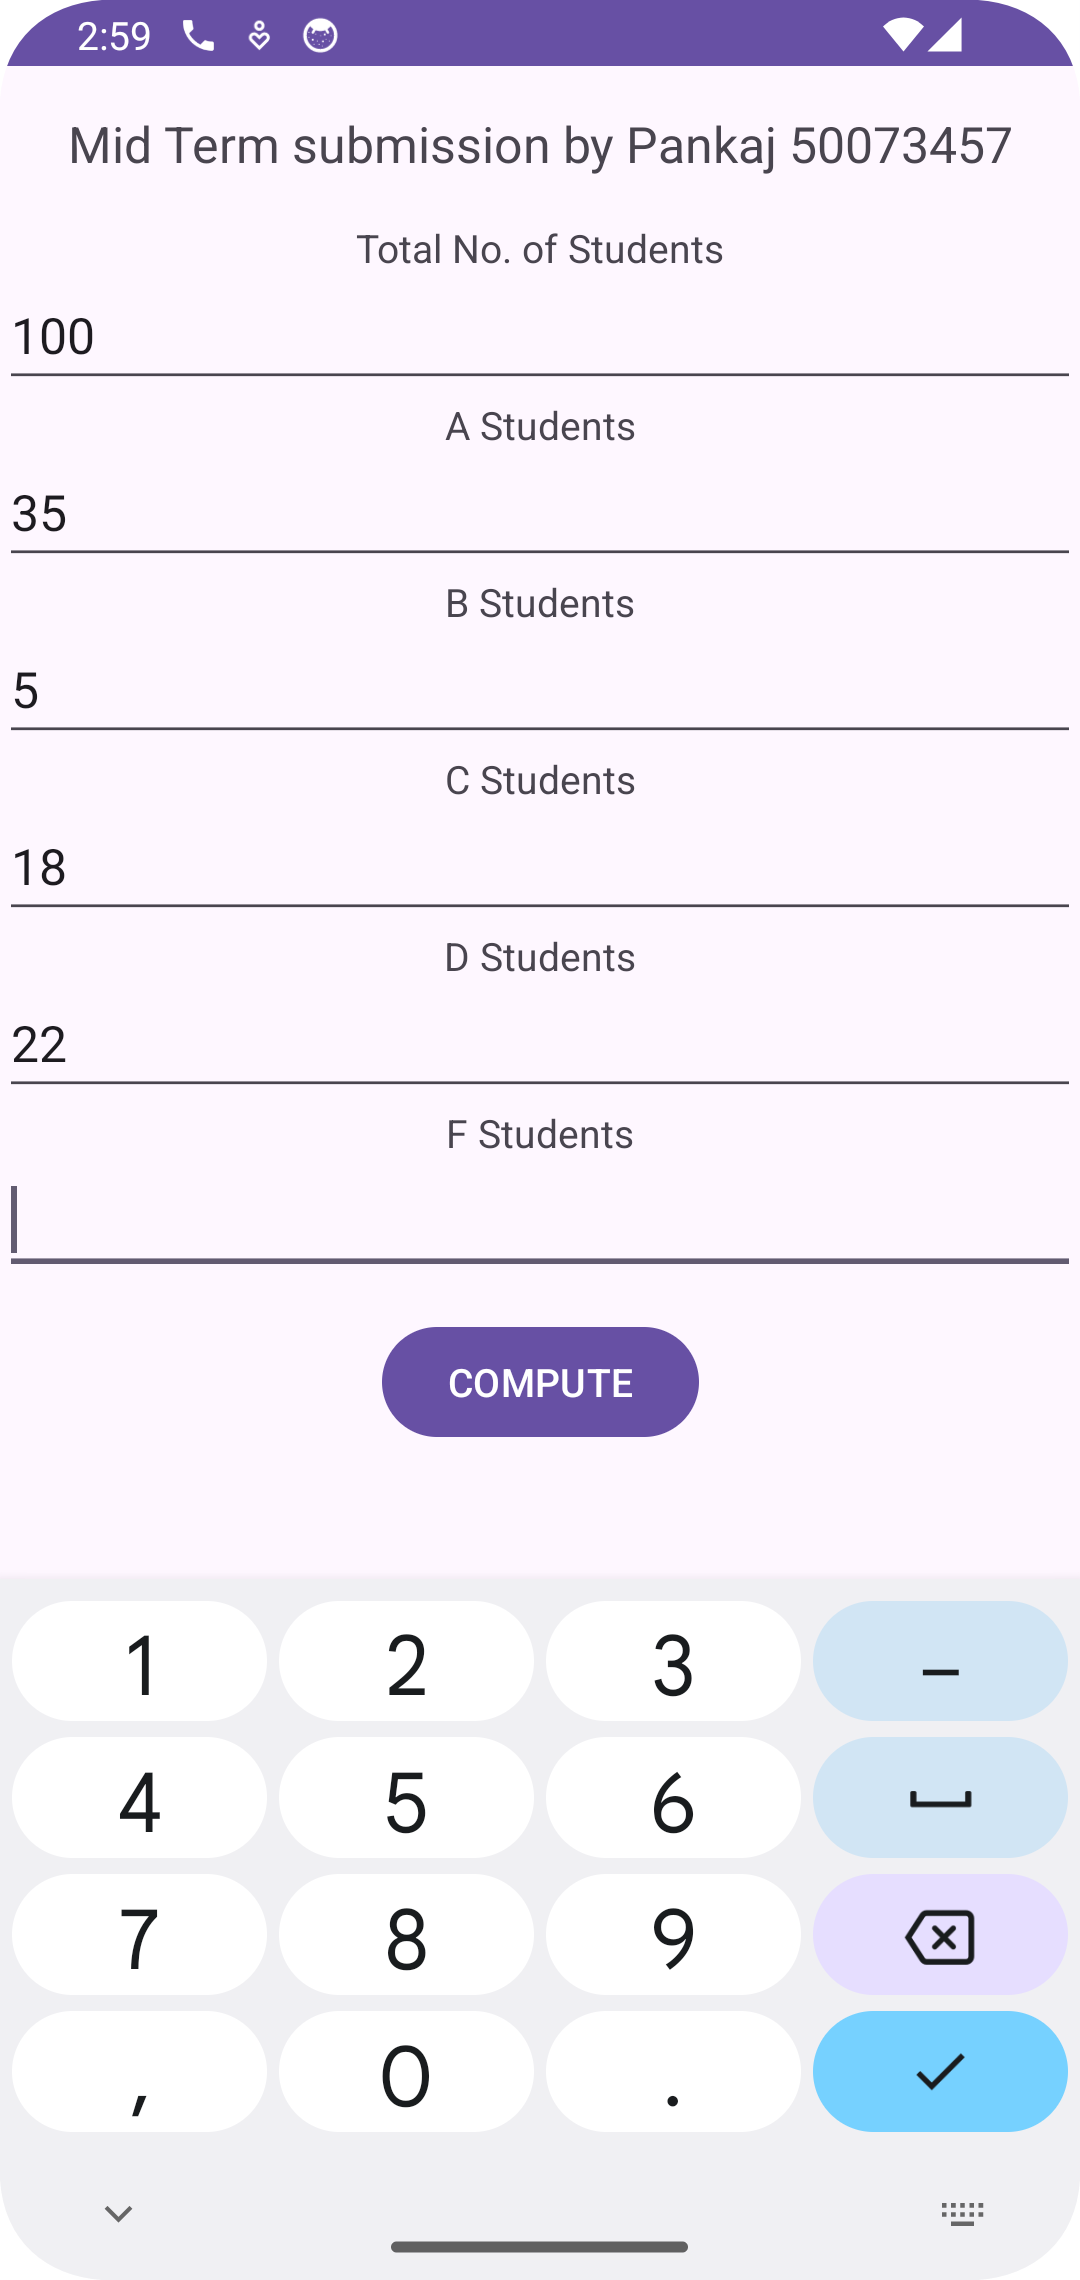 2:59
Mid Term submission by Pankaj 50073457
Total No. of Students
100
A Students
35
B Students
5
C Students
18
D Students
22
F Students
COMPUTE
1 2 3 –
4 5 6
7 8 9
, 0 .